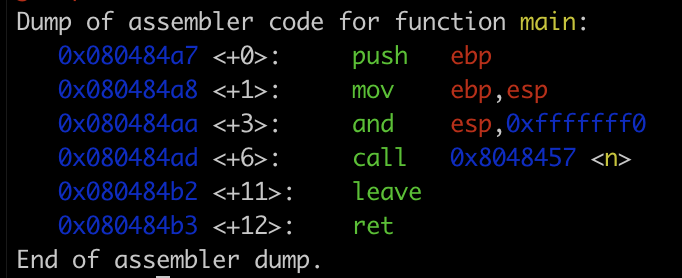 Dump of assembler code for function main:
0x080484a7 <+0>: push ebp
0x080484a8 <+1>: mov ebp,esp
0x080484aa <+3>: and esp,0xfffffff0
0x080484ad <+6>: call 0x8048457 <n>
0x080484b2 <+11>: leave
0x080484b3 <+12>: ret
End of assembler dump.